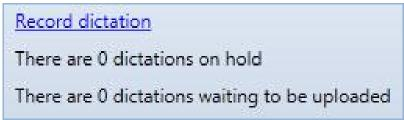 Record dictation
There are 0 dictations on hold
There are 0 dictations waiting to be uploaded